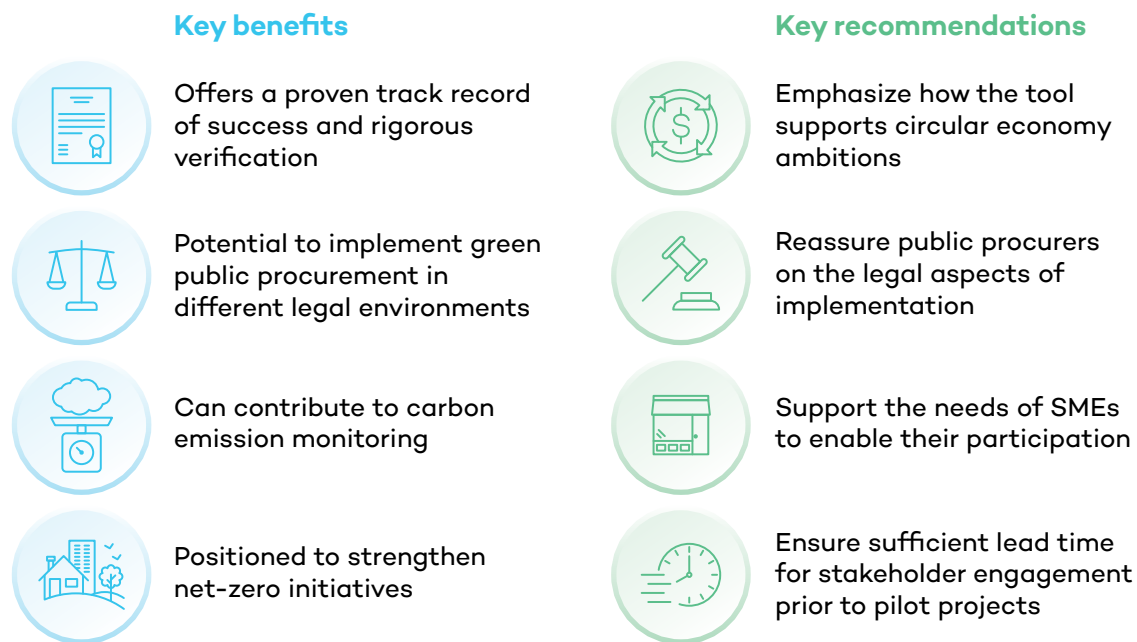 Key benefits
Offers a proven track record
of success and rigorous
verification
Potential to implement green
public procurement in
different legal environments
Can contribute to carbon
emission monitoring
Positioned to strengthen
net-zero initiatives
Key recommendations
$
Emphasize how the tool
supports circular economy
ambitions
Reassure public procurers
on the legal aspects of
implementation
Support the needs of SMEs
to enable their participation
Ensure sufficient lead time
for stakeholder engagement
prior to pilot projects